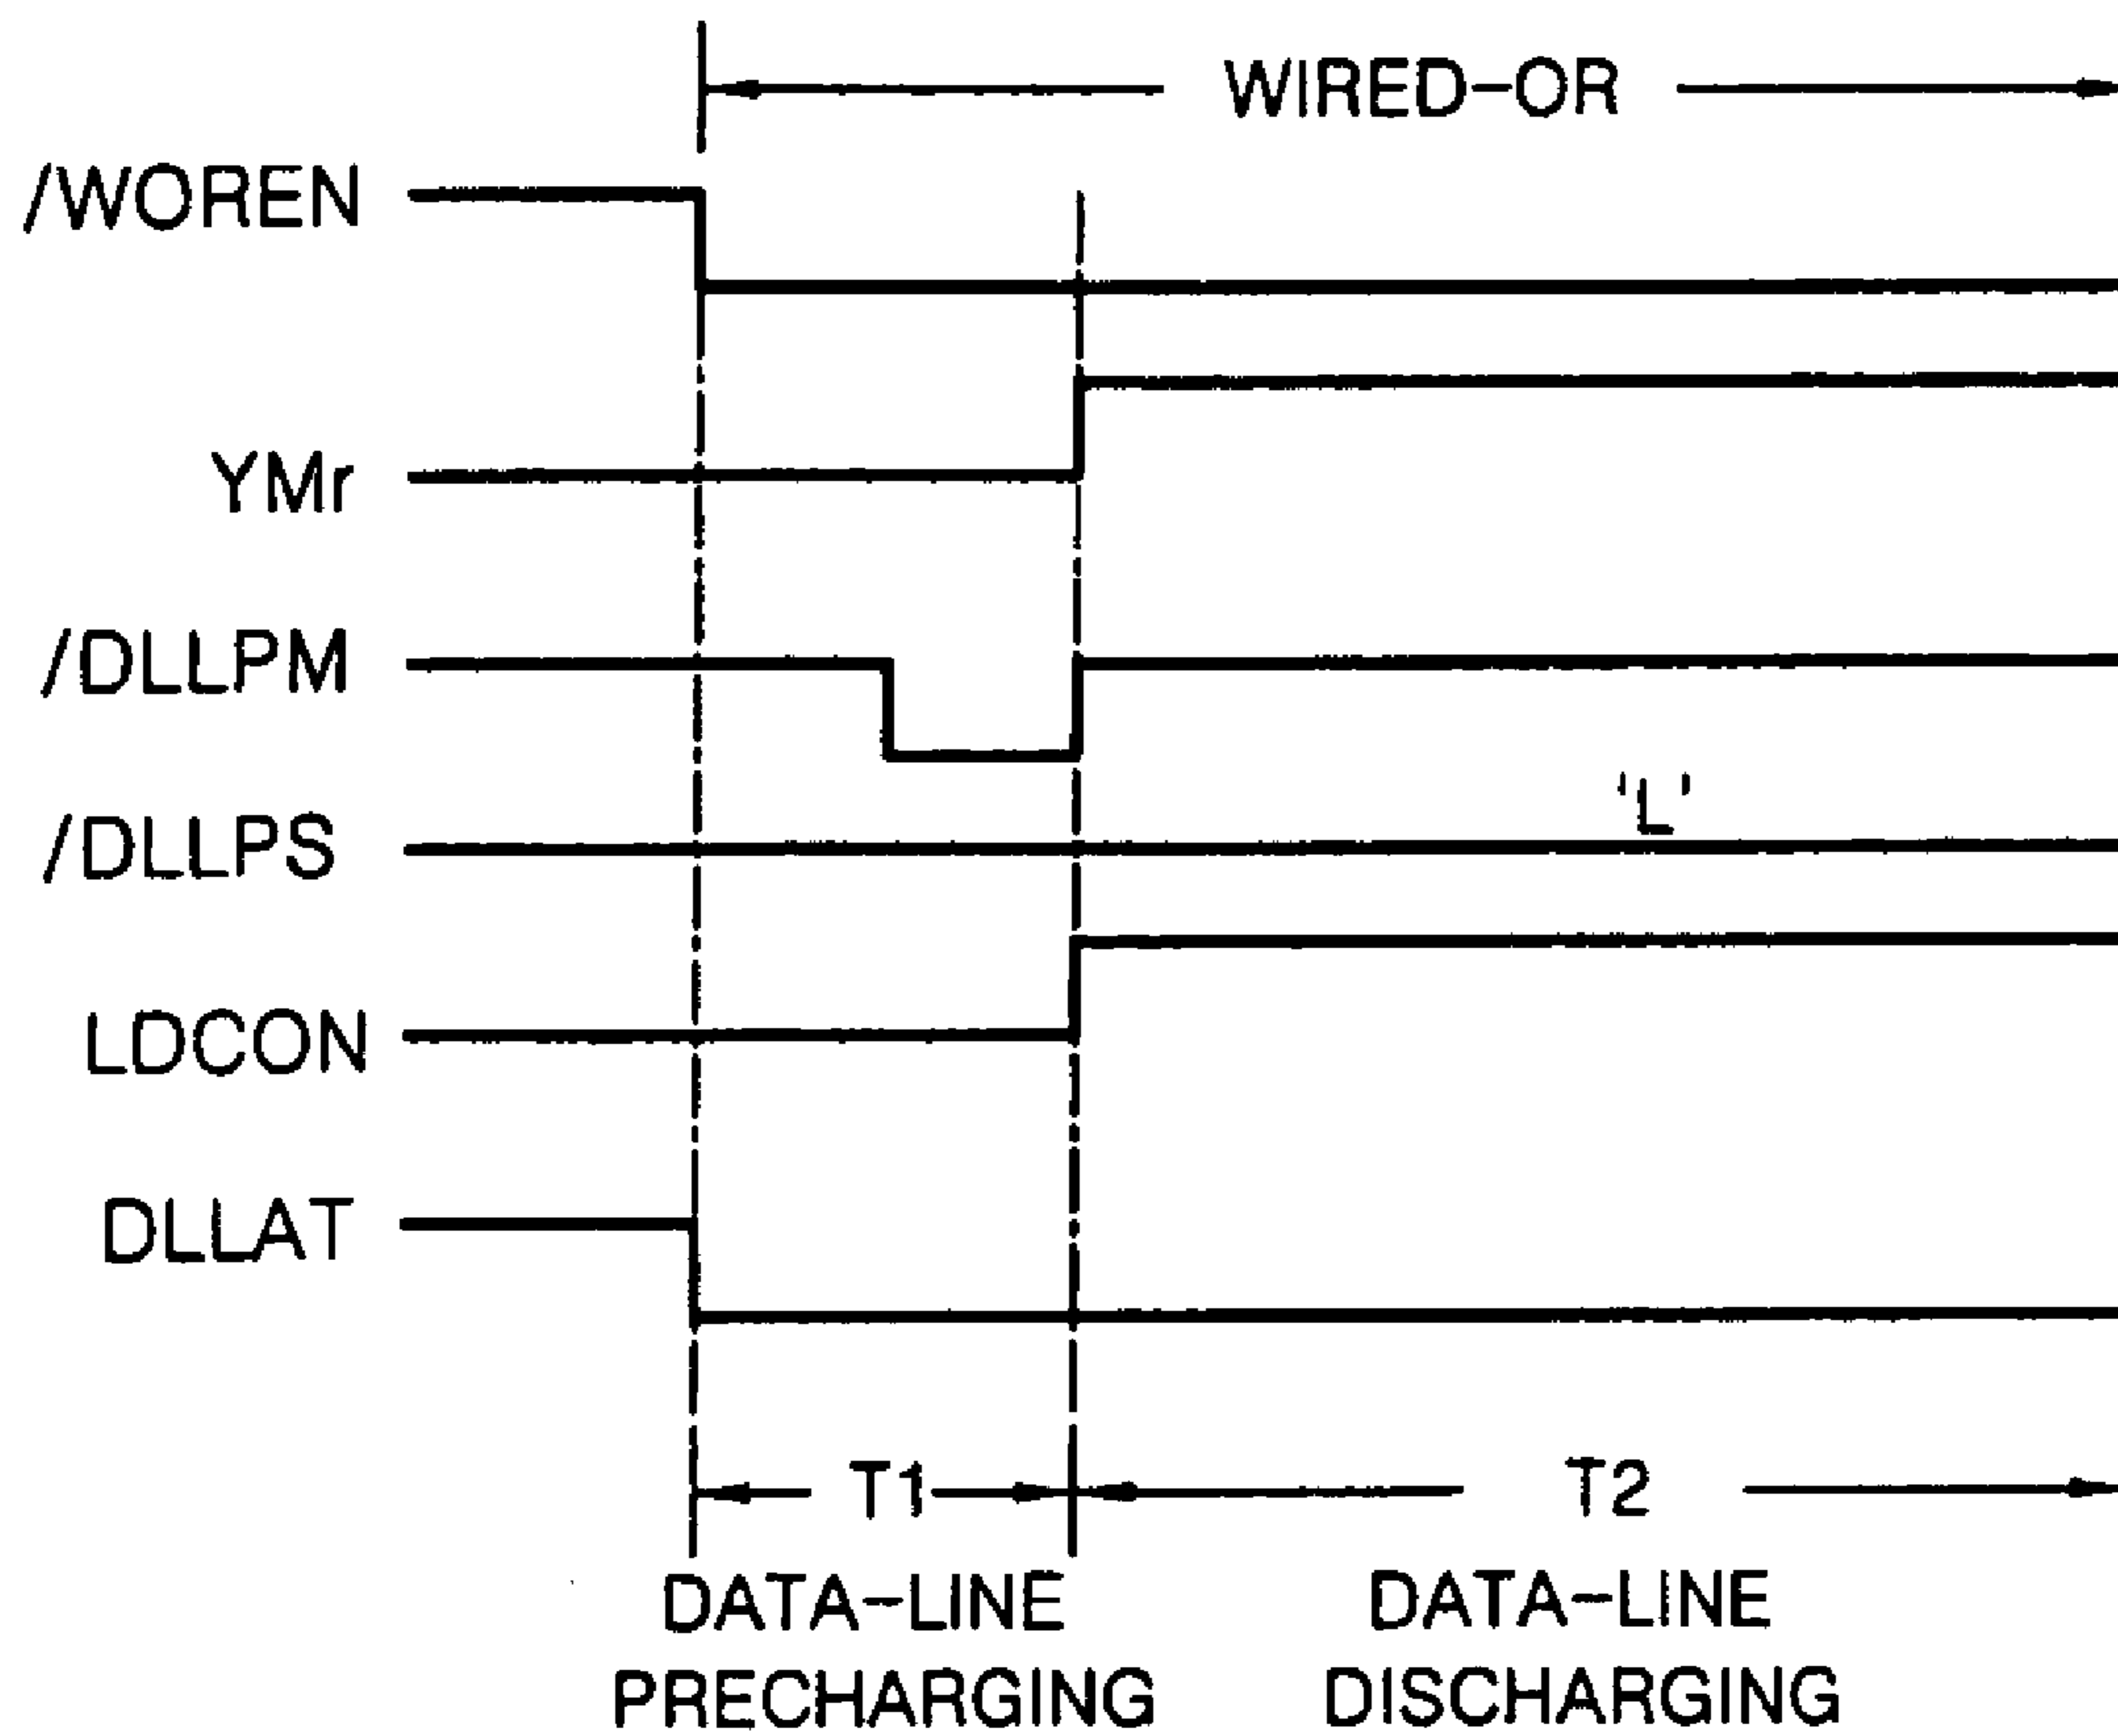 WIRED-OR
/WOREN
YMr
/DLLPM
/DLLPS
'L'
LDCON
DLLAT
T1
T2
DATA-LINE
PRECHARGING
DATA-LINE
DISCHARGING